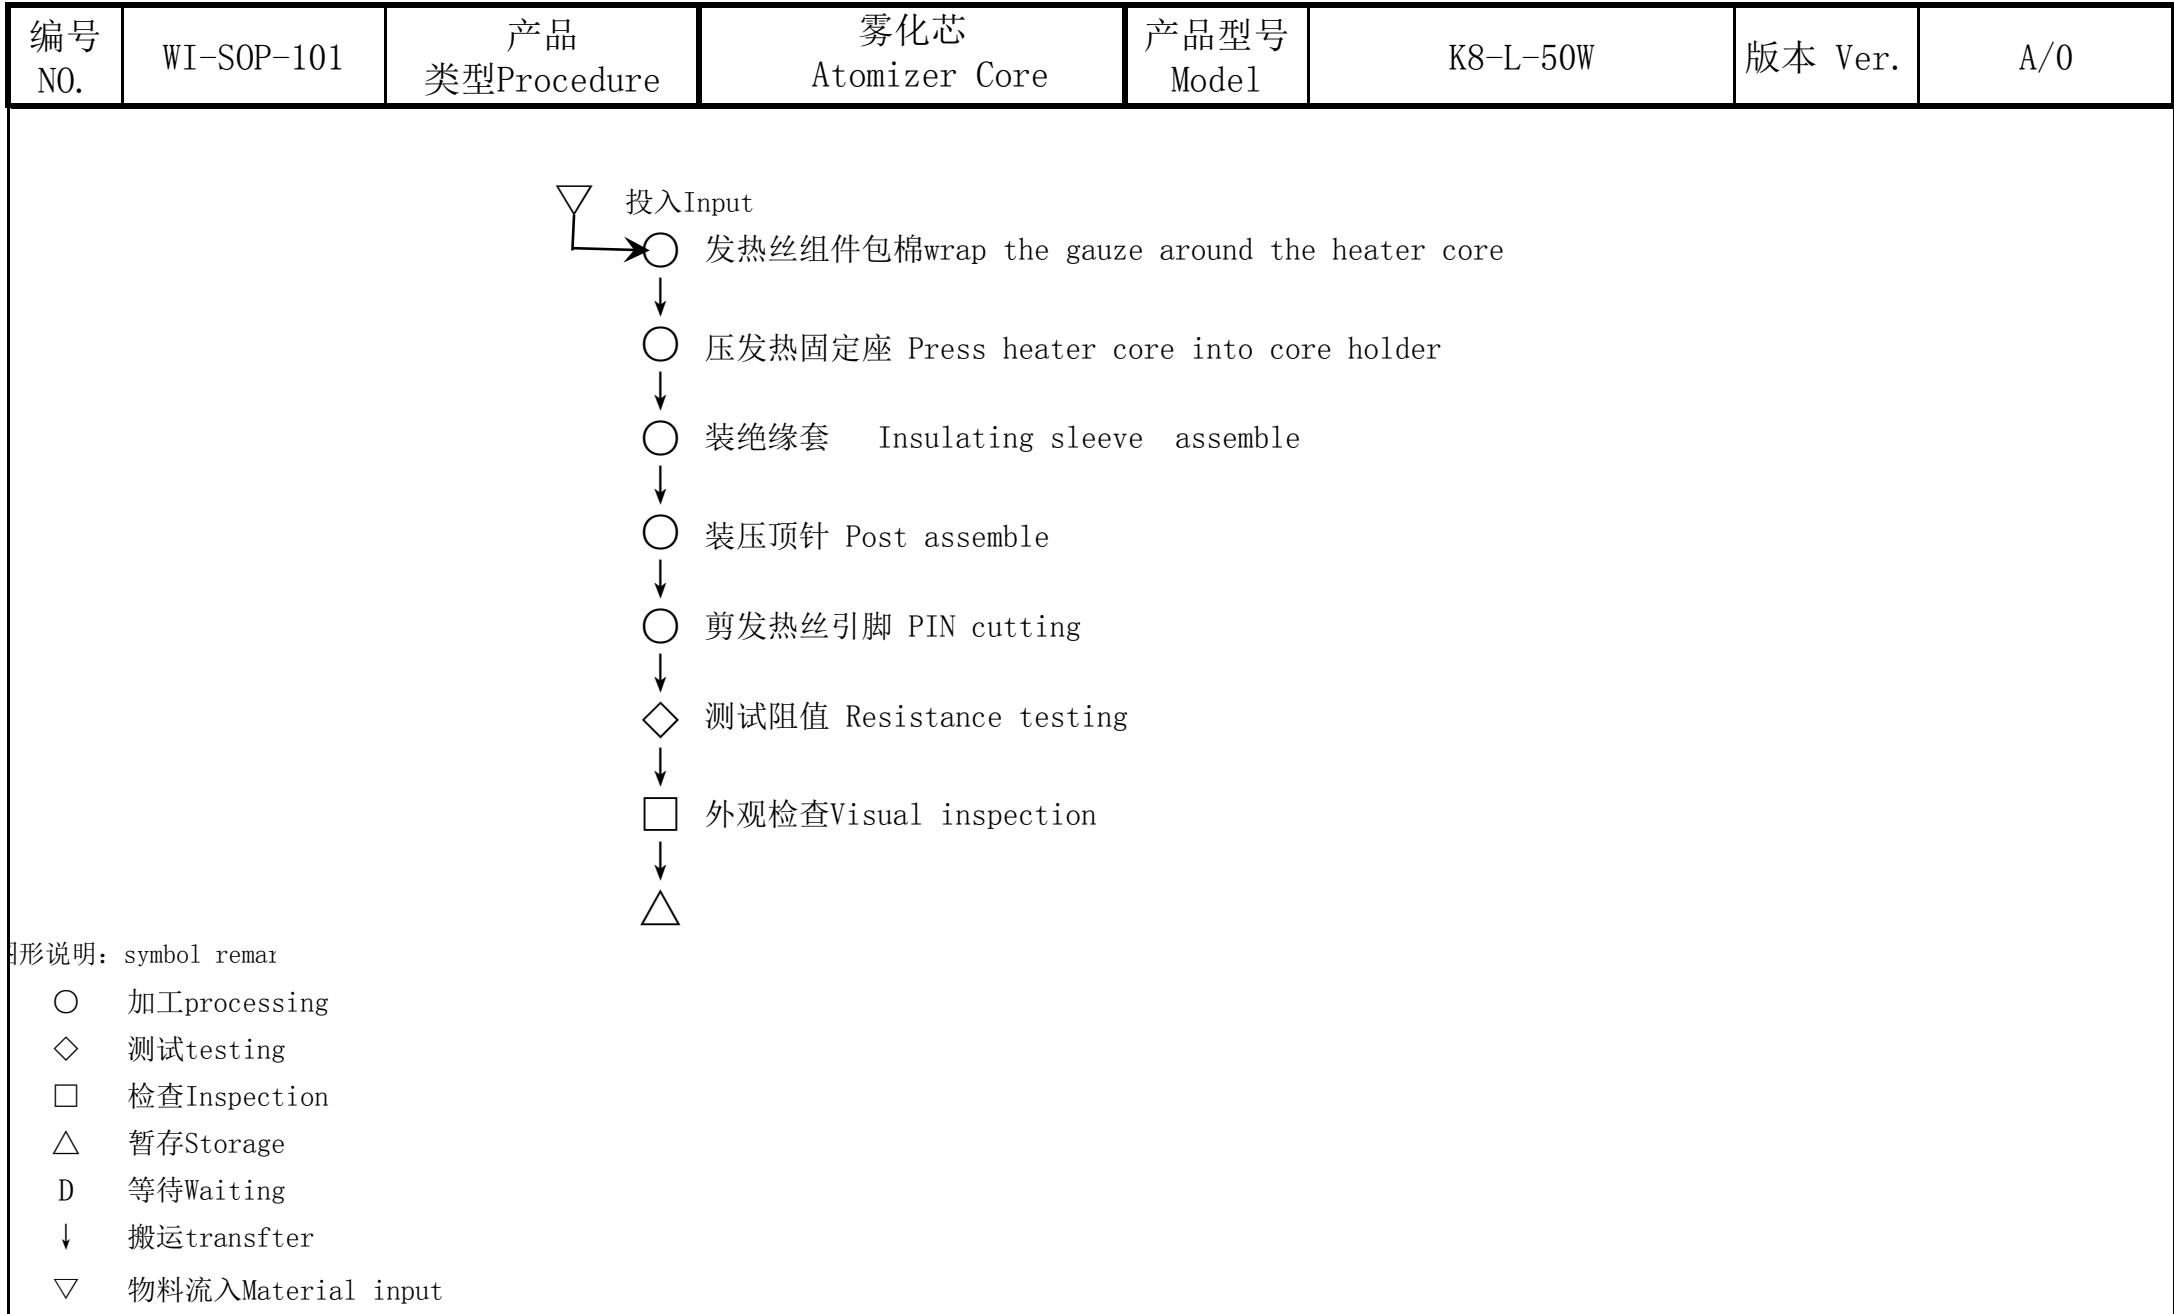 编号
NO.
WI-SOP-101
产品
类型Procedure
雾化芯
Atomizer Core
产品型号
Model
K8-L-50W
版本 Ver.
A/0
投入Input
发热丝组件包棉wrap the gauze around the heater core
压发热固定座 Press heater core into core holder
装绝缘套 Insulating sleeve assemble
装压顶针 Post assemble
剪发热丝引脚 PIN cutting
测试阻值 Resistance testing
外观检查Visual inspection
形说明: symbol remar
加工processing
测试testing
检查Inspection
暂存Storage
D 等待Waiting
↓ 搬运transfter
物料流入Material input